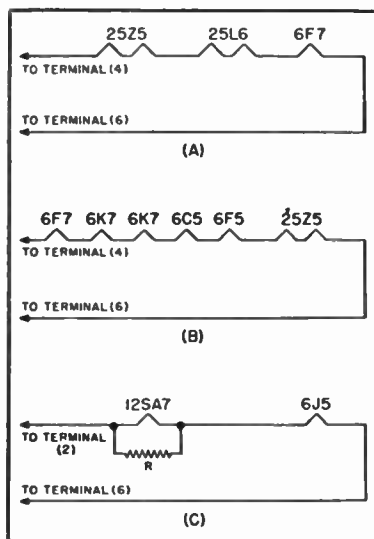 25Z5 25L6 6F7
TO TERMINAL (4)
TO TERMINAL (6)
(A)
6F7 6K7 6K7 6C5 6F5 25Z5
TO TERMINAL (4)
TO TERMINAL (6)
(B)
12SA7 6J5
TO TERMINAL
(2)
R
TO TERMINAL (6)
(C)